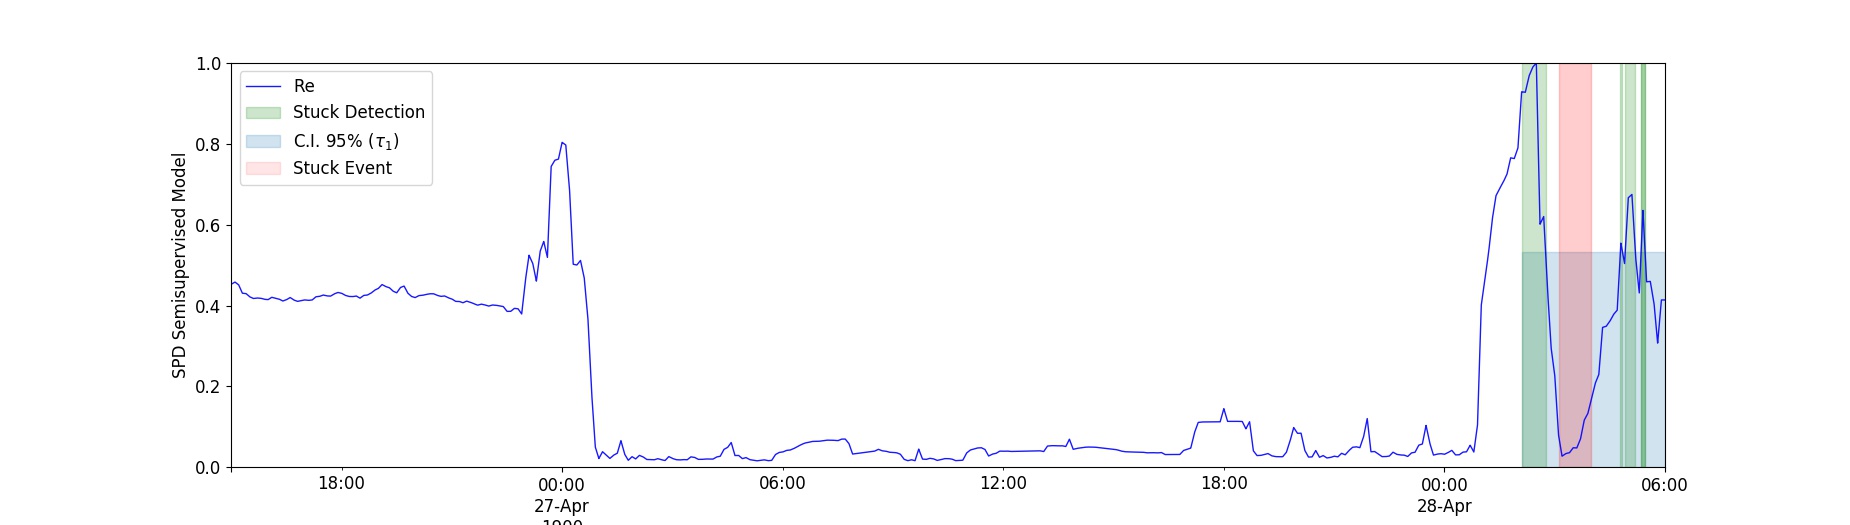 1.0
0.8
0.6
0.4
0.2
0.0
SPD Semisupervised Model
Re
Stuck Detection
C.I. 95% (τ₁)
Stuck Event
18:00 00:00 06:00 12:00 18:00 00:00 06:00
27-Apr 28-Apr
1900